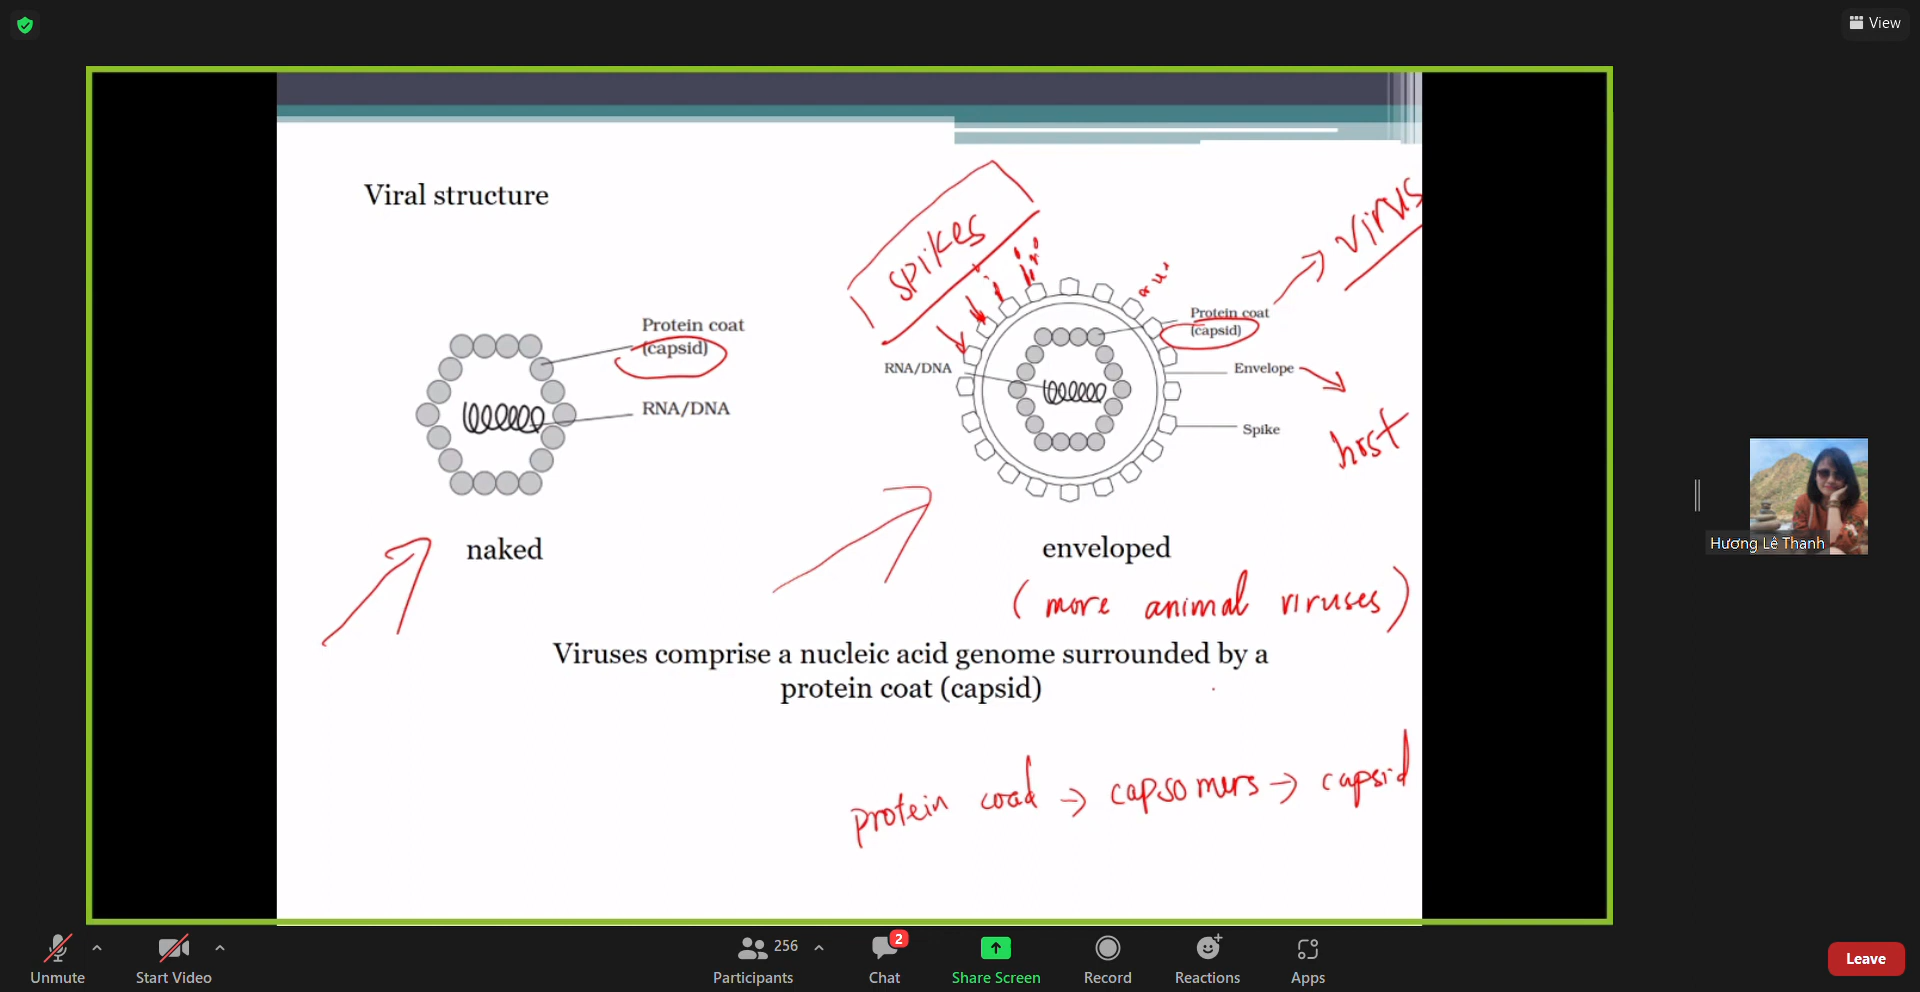 View
Viral structure
spikes
virus
Protein coat
(capsid)
RNA/DNA
naked
Protein coat
(capsid)
RNA/DNA
Envelope
host
Spike
enveloped
(more animal viruses)
Viruses comprise a nucleic acid genome surrounded by a
protein coat (capsid)
protein coad → capsomers → capsid
Hương Lê Thanh
Unmute
Start Video
256
Participants
2
Chat
Share Screen
Record
Reactions
Apps
Leave